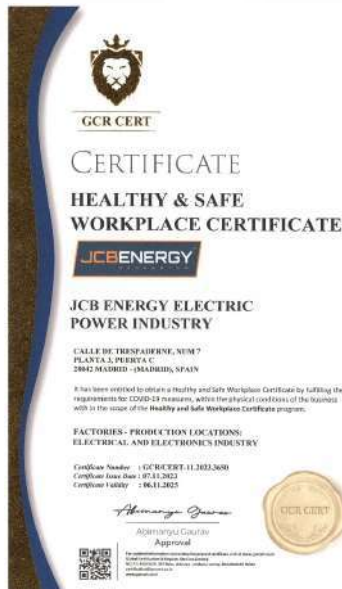 GCR CERT
CERTIFICATE
HEALTHY & SAFE
WORKPLACE CERTIFICATE
JCBENERGY
JCB ENERGY ELECTRIC
POWER INDUSTRY
CALLE DE TRESPADERNE, NUM 7
PLANTA 3, PUERTA C
28042 MADRID - (MADRID), SPAIN
It has been entitled to obtain a Healthy and Safe Workplace Certificate by fulfilling the
requirements for COVID-19 measures, within the physical conditions of the business
with in the scope of the Healthy and Safe Workplace Certificate program.
FACTORIES - PRODUCTION LOCATIONS:
ELECTRICAL AND ELECTRONICS INDUSTRY
Certificate Number : GCR/CERT-11.2023.3650
Certificate Issue Date : 07.11.2023
Certificate Validity : 06.11.2025
Abimanyu Gaurav
Abimanyu Gaurav
Approval
GCR CERT